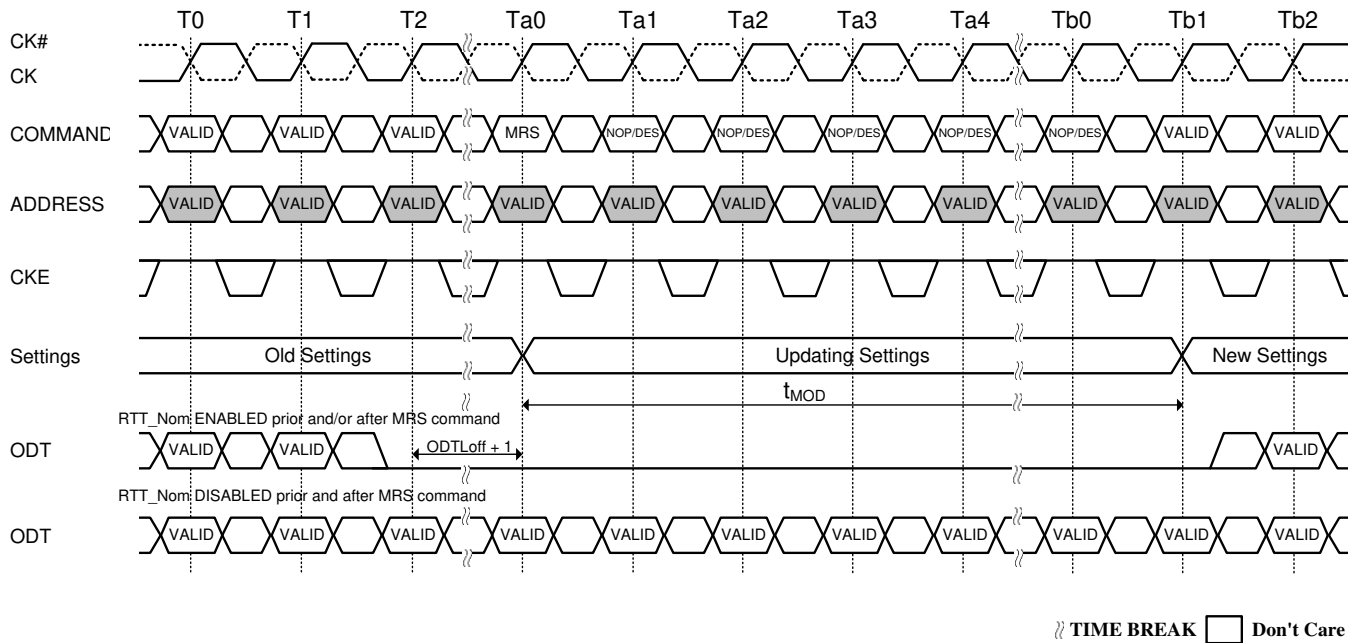 T0 T1 T2 Ta0 Ta1 Ta2 Ta3 Ta4 Tb0 Tb1 Tb2
CK#
CK
COMMAND VALID VALID VALID MRS NOP/DES NOP/DES NOP/DES NOP/DES NOP/DES VALID VALID
ADDRESS VALID VALID VALID VALID VALID VALID VALID VALID VALID VALID VALID
CKE
Settings Old Settings Updating Settings New Settings
tMOD
RTT_Nom ENABLED prior and/or after MRS command
ODT VALID VALID ODTLoff + 1 VALID
RTT_Nom DISABLED prior and after MRS command
ODT VALID VALID VALID VALID VALID VALID VALID VALID VALID VALID VALID
TIME BREAK Don't Care